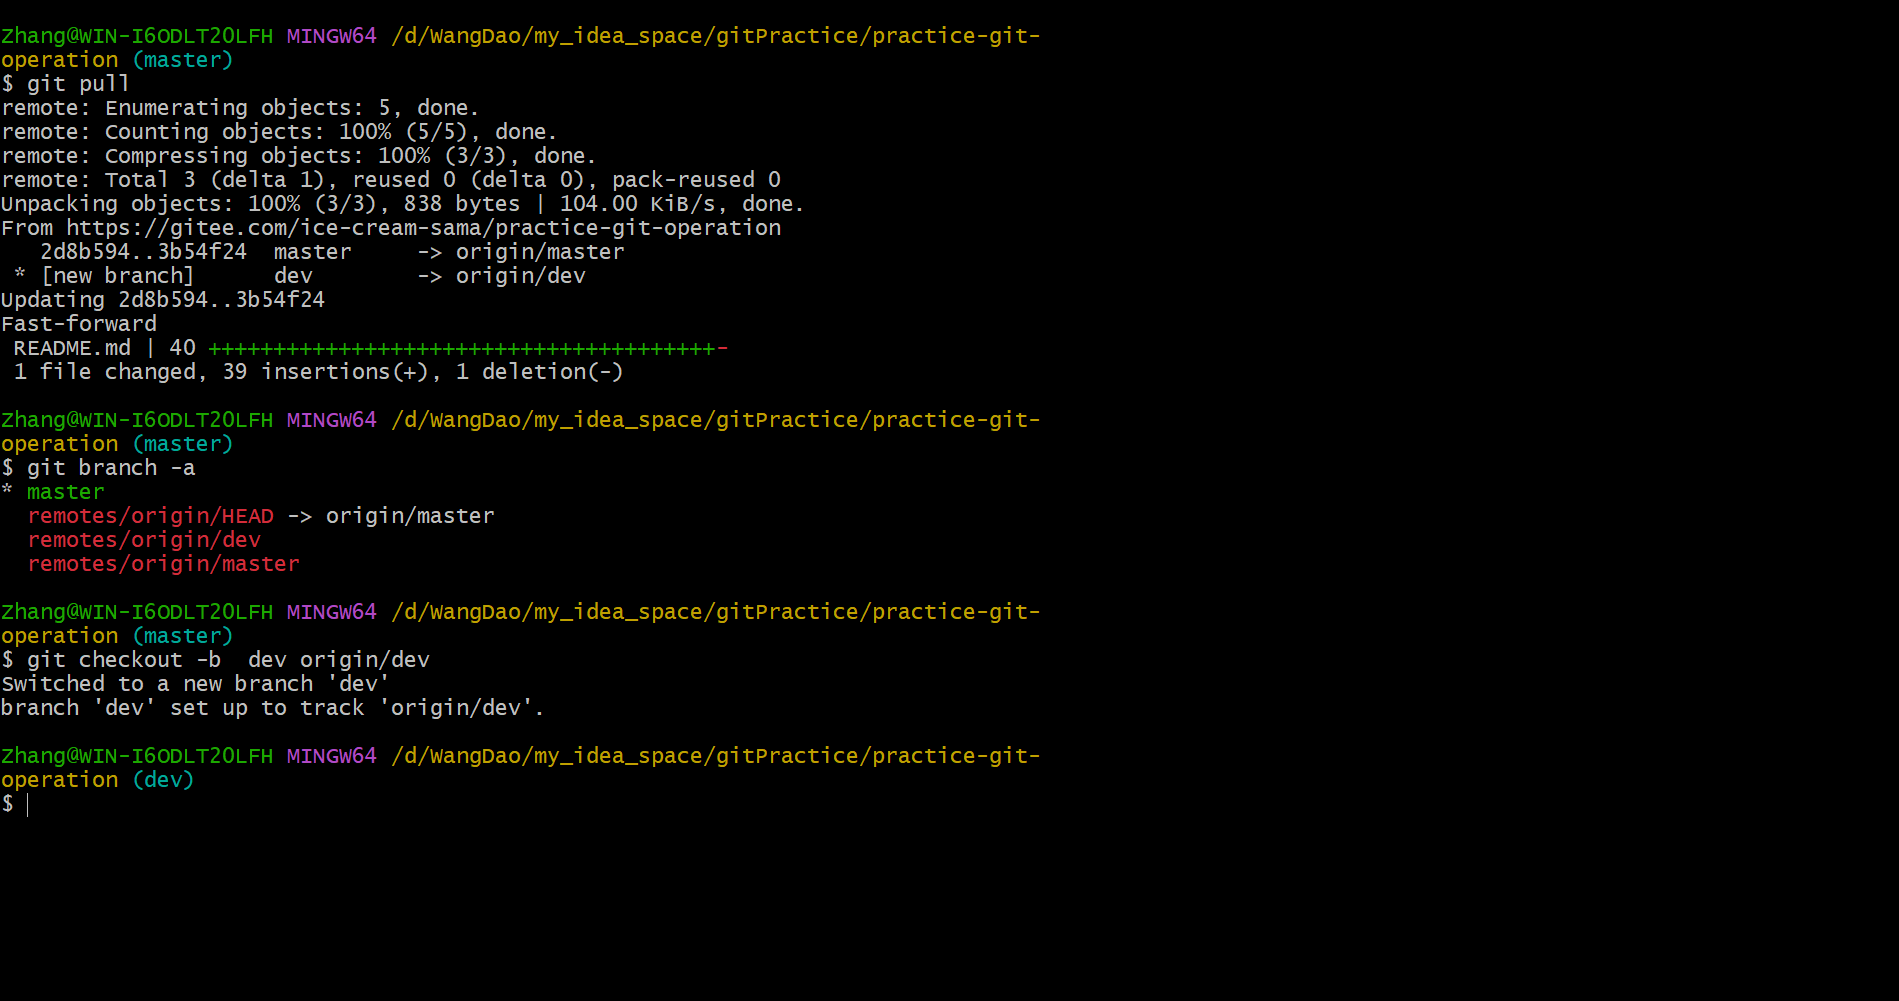 Zhang@WIN-I6ODLT20LFH MINGW64 /d/WangDao/my_idea_space/gitPractice/practice-git-
operation (master)
$ git pull
remote: Enumerating objects: 5, done.
remote: Counting objects: 100% (5/5), done.
remote: Compressing objects: 100% (3/3), done.
remote: Total 3 (delta 1), reused 0 (delta 0), pack-reused 0
Unpacking objects: 100% (3/3), 838 bytes | 104.00 KiB/s, done.
From https://gitee.com/ice-cream-sama/practice-git-operation
   2d8b594..3b54f24  master     -> origin/master
 * [new branch]      dev        -> origin/dev
Updating 2d8b594..3b54f24
Fast-forward
 README.md | 40 +++++++++++++++++++++++++++++++++++++++-
 1 file changed, 39 insertions(+), 1 deletion(-)
Zhang@WIN-I6ODLT20LFH MINGW64 /d/WangDao/my_idea_space/gitPractice/practice-git-
operation (master)
$ git branch -a
* master
  remotes/origin/HEAD -> origin/master
  remotes/origin/dev
  remotes/origin/master
Zhang@WIN-I6ODLT20LFH MINGW64 /d/WangDao/my_idea_space/gitPractice/practice-git-
operation (master)
$ git checkout -b  dev origin/dev
Switched to a new branch 'dev'
branch 'dev' set up to track 'origin/dev'.
Zhang@WIN-I6ODLT20LFH MINGW64 /d/WangDao/my_idea_space/gitPractice/practice-git-
operation (dev)
$